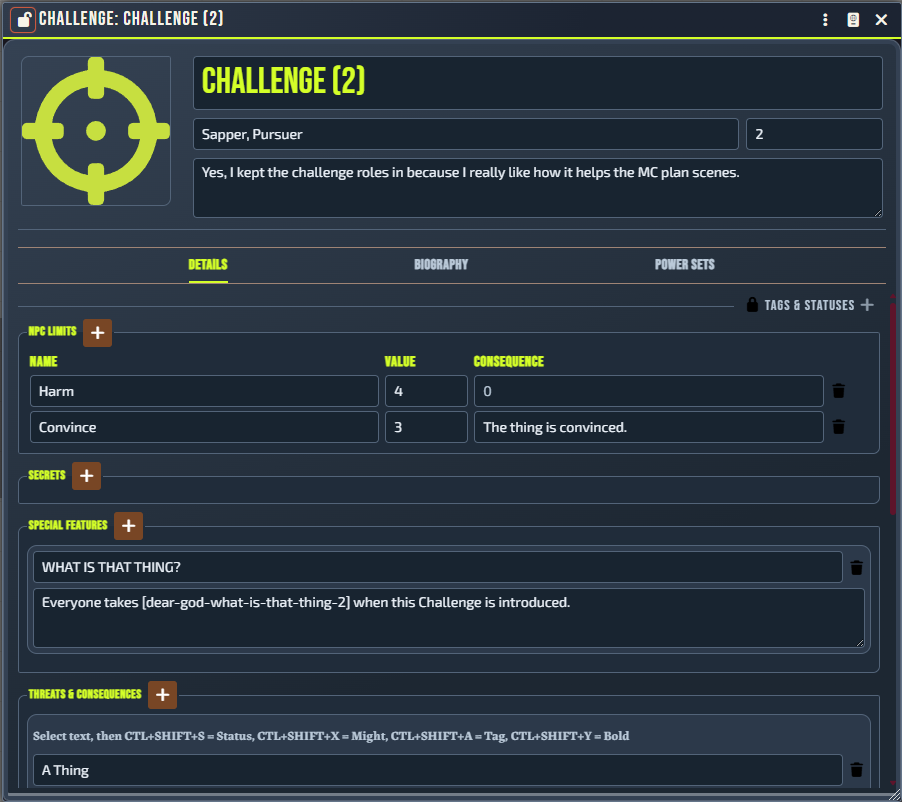 CHALLENGE: CHALLENGE (2)
CHALLENGE (2)
Sapper, Pursuer
2
Yes, I kept the challenge roles in because I really like how it helps the MC plan scenes.
DETAILS
BIOGRAPHY
POWER SETS
TAGS & STATUSES +
NPC LIMITS +
NAME VALUE CONSEQUENCE
Harm 4 0
Convince 3 The thing is convinced.
SECRETS +
SPECIAL FEATURES +
WHAT IS THAT THING?
Everyone takes [dear-god-what-is-that-thing-2] when this Challenge is introduced.
THREATS & CONSEQUENCES +
Select text, then CTL+SHIFT+S = Status, CTL+SHIFT+X = Might, CTL+SHIFT+A = Tag, CTL+SHIFT+Y = Bold
A Thing